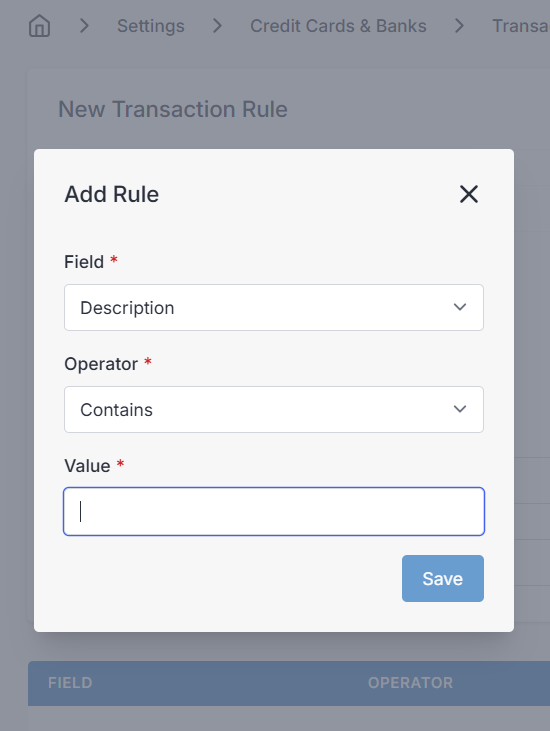 Settings Credit Cards & Banks Transa
New Transaction Rule
Add Rule
Field *
Description
Operator *
Contains
Value *
Save
FIELD OPERATOR